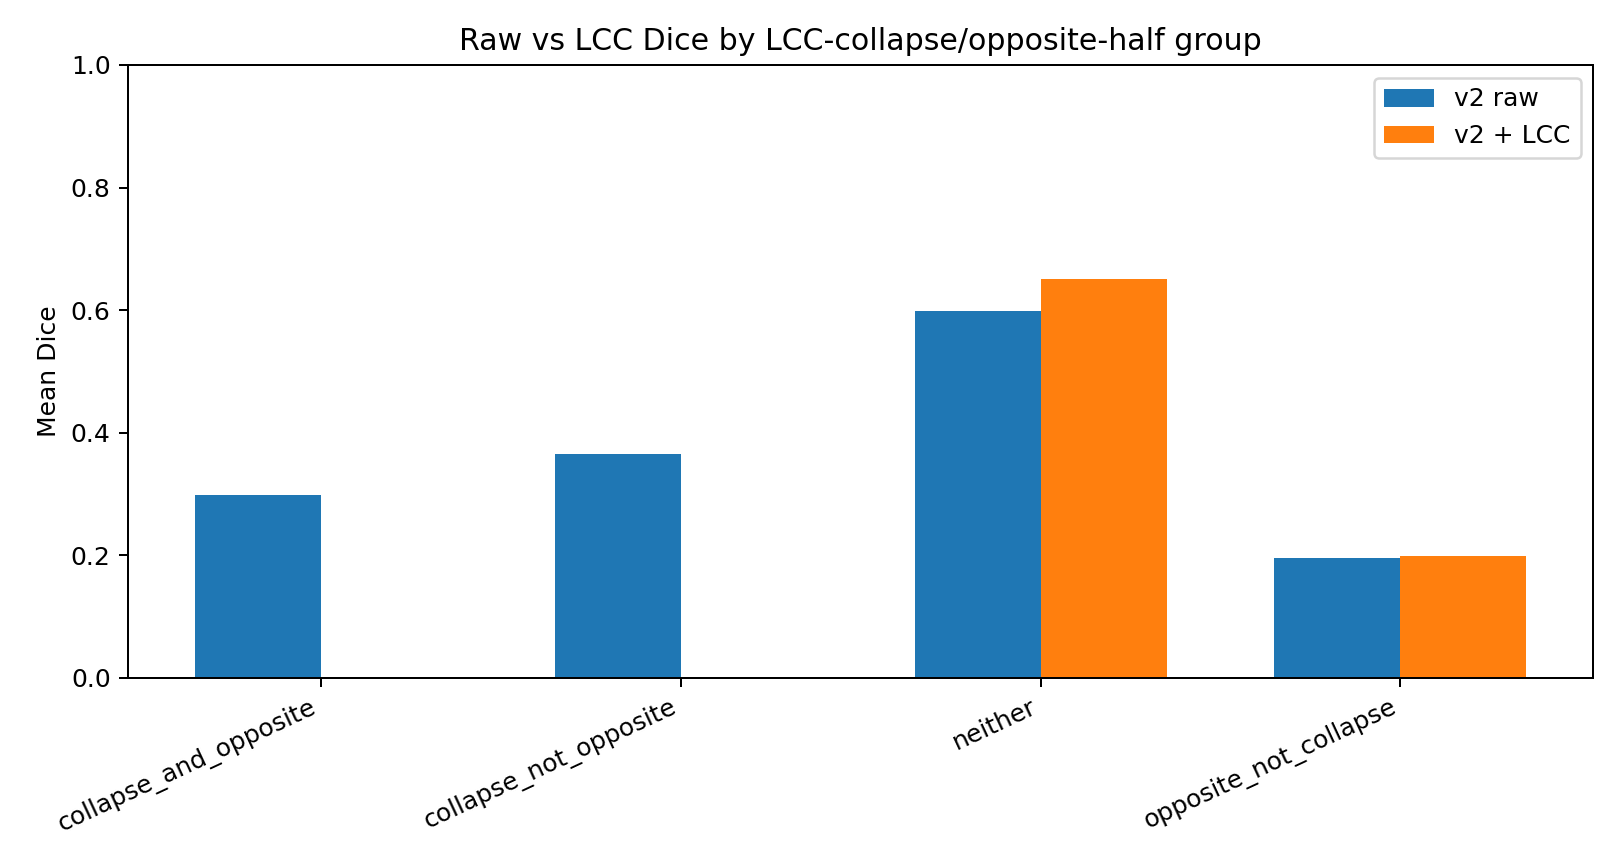 Raw vs LCC Dice by LCC-collapse/opposite-half group
1.0
0.8
0.6
0.4
0.2
0.0
Mean Dice
v2 raw
v2 + LCC
collapse_and_opposite
collapse_not_opposite
neither
opposite_not_collapse